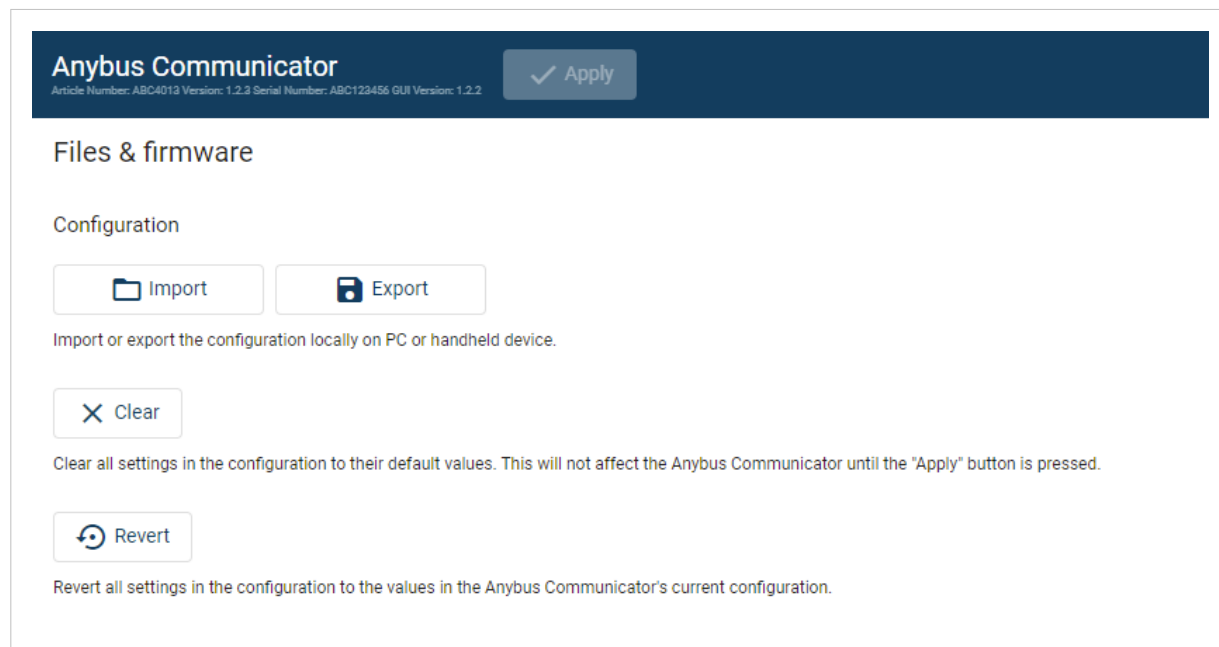 Anybus Communicator
Apply
Article Number: ABC4013 Version: 1.2.3 Serial Number: ABC123456 GUI Version: 1.2.2
Files & firmware
Configuration
Import
Export
Import or export the configuration locally on PC or handheld device.
Clear
Clear all settings in the configuration to their default values. This will not affect the Anybus Communicator until the "Apply" button is pressed.
Revert
Revert all settings in the configuration to the values in the Anybus Communicator's current configuration.